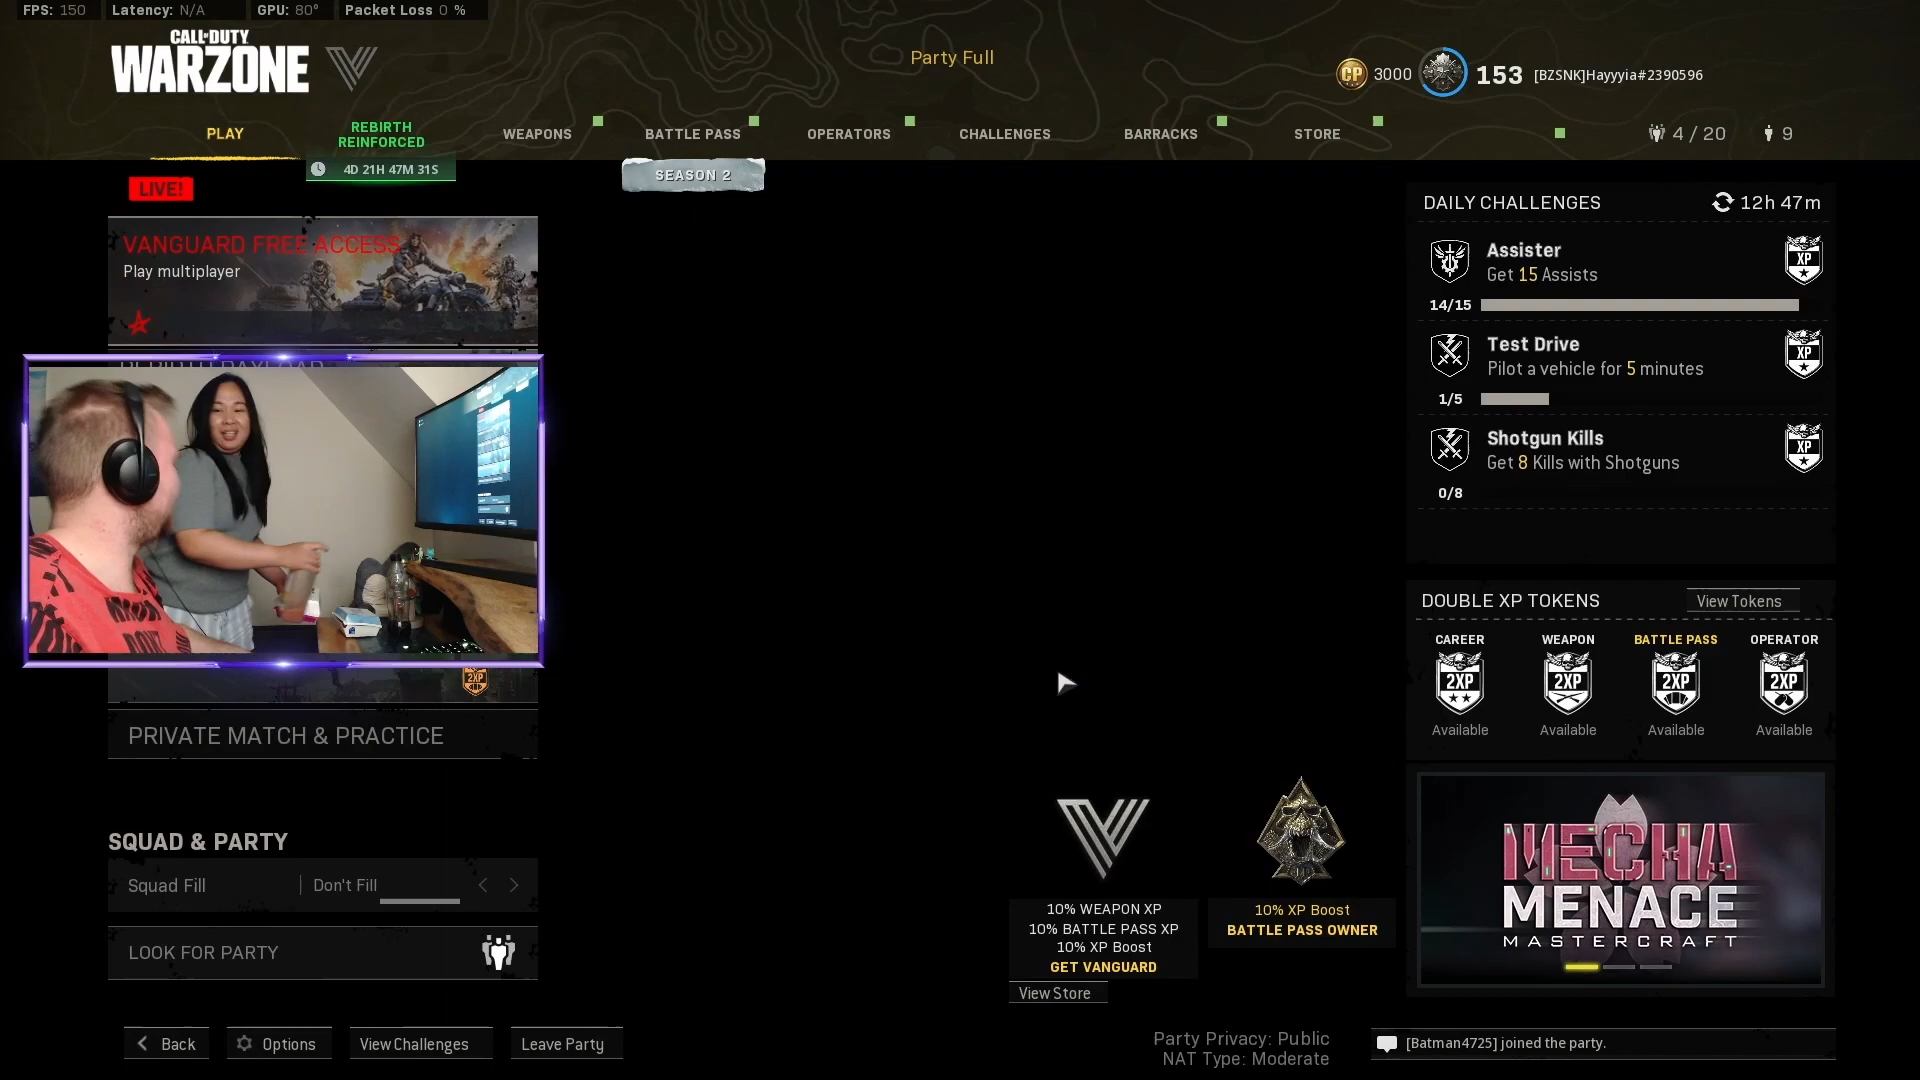 FPS: 150
Latency: N/A
GPU: 80°
Packet Loss 0 %
CALL OF DUTY
WARZONE
Party Full
CP 3000
153
[BZSNK]Hayyyia#2390596
PLAY
REBIRTH
REINFORCED
WEAPONS
BATTLE PASS
OPERATORS
CHALLENGES
BARRACKS
STORE
4 / 20
9
4D 21H 47M 31S
SEASON 2
LIVE!
VANGUARD FREE ACCESS
Play multiplayer
REBIRTH PAYLOAD
2XP
PRIVATE MATCH & PRACTICE
SQUAD & PARTY
Squad Fill
Don't Fill
LOOK FOR PARTY
Back
Options
View Challenges
Leave Party
10% WEAPON XP
10% BATTLE PASS XP
10% XP Boost
GET VANGUARD
View Store
10% XP Boost
BATTLE PASS OWNER
Party Privacy: Public
NAT Type: Moderate
DAILY CHALLENGES
12h 47m
Assister
Get 15 Assists
XP
14/15
Test Drive
Pilot a vehicle for 5 minutes
XP
1/5
Shotgun Kills
Get 8 Kills with Shotguns
XP
0/8
DOUBLE XP TOKENS
View Tokens
CAREER
WEAPON
BATTLE PASS
OPERATOR
2XP
2XP
2XP
2XP
Available
Available
Available
Available
MECHA
MENACE
MASTERCRAFT
[Batman4725] joined the party.